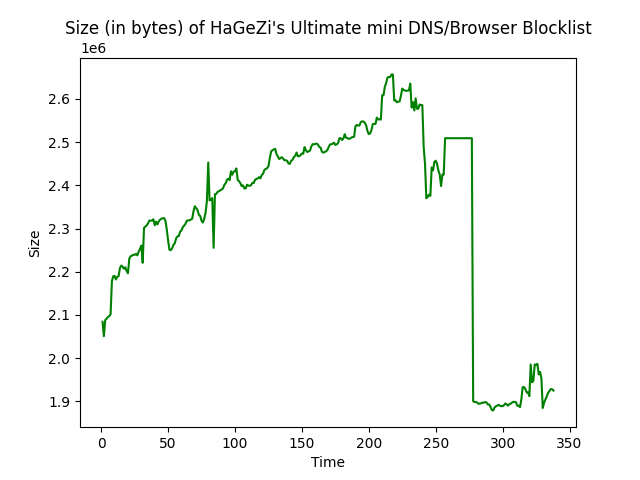 Size (in bytes) of HaGeZi's Ultimate mini DNS/Browser Blocklist
1e6
2.6
2.5
2.4
2.3
2.2
2.1
2.0
1.9
Size
0 50 100 150 200 250 300 350
Time